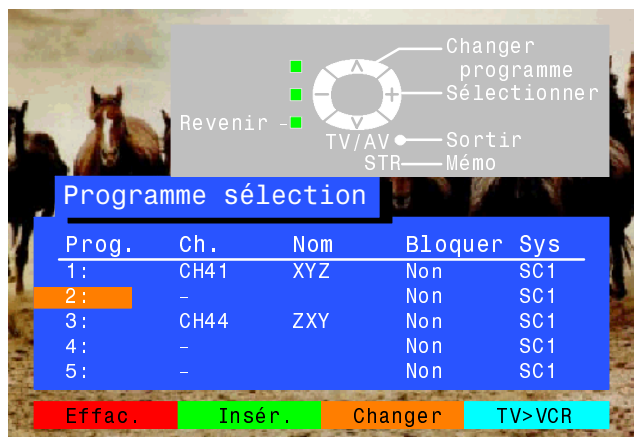 Changer
programme
Sélectionner
Revenir -
TV/AV Sortir
STR Mémo
Programme sélection
Prog. Ch. Nom Bloquer Sys
1: CH41 XYZ Non SC1
2: - Non SC1
3: CH44 ZXY Non SC1
4: - Non SC1
5: - Non SC1
Effac. Insér. Changer TV>VCR